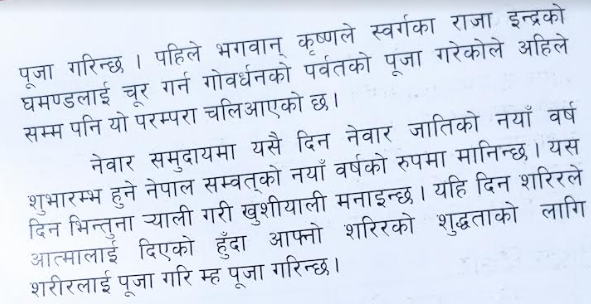 पूजा गरिन्छ । पहिले भगवान् कृष्णले स्वर्गका राजा इन्द्रको
घमण्डलाई चूर गर्न गोवर्धनको पर्वतको पूजा गरेकोले अहिले
सम्म पनि यो परम्परा चलिआएको छ।
नेवार समुदायमा यसै दिन नेवार जातिको नयाँ वर्ष
शुभारम्भ हुने नेपाल सम्वत्को नयाँ वर्षको रुपमा मानिन्छ । यस
दिन भिन्तुना र्‍याली गरी खुशीयाली मनाइन्छ । यहि दिन शरिरले
आत्मालाई दिएको हुँदा आफ्नो शरिरको शुद्धताको लागि
शरीरलाई पूजा गरि म्ह पूजा गरिन्छ।